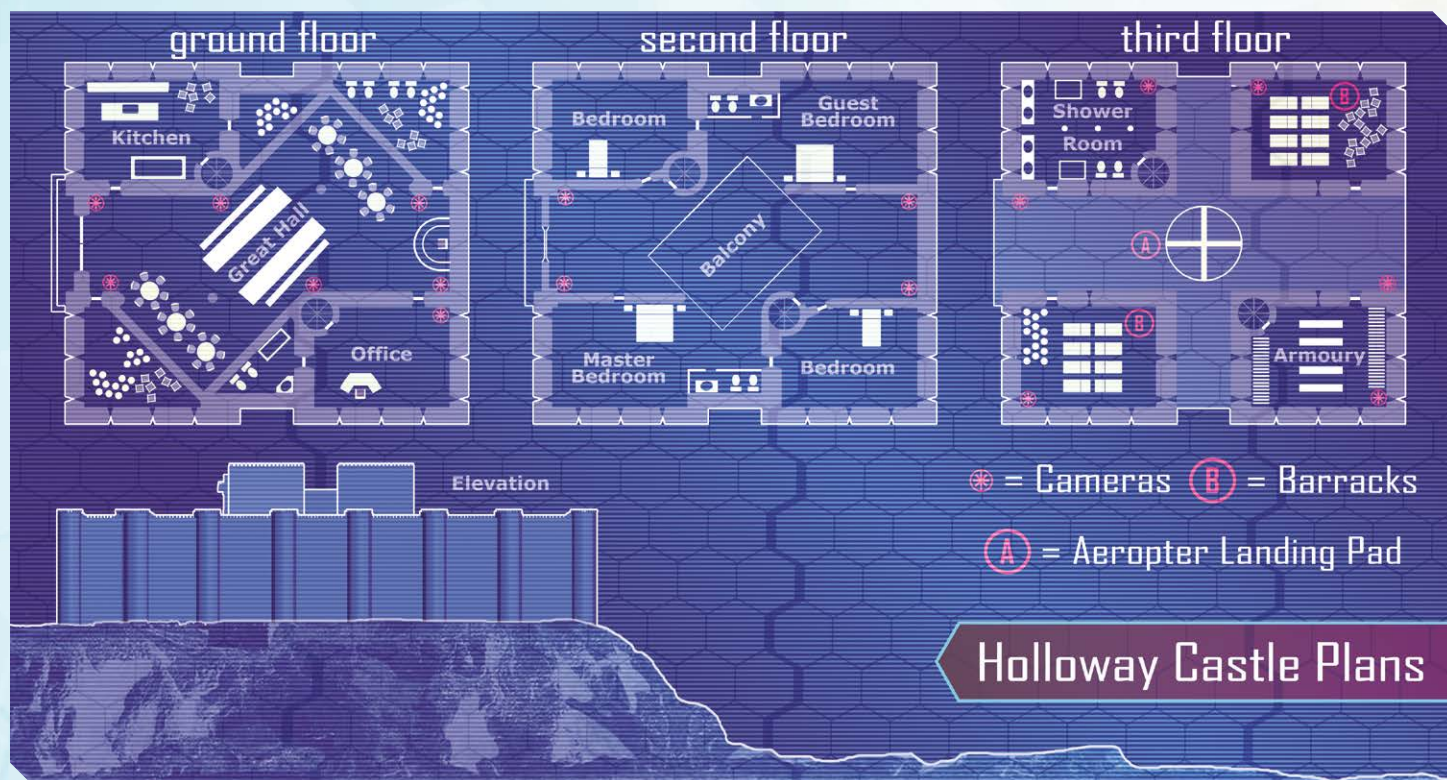 ground floor
second floor
third floor
Kitchen
Great Hall
Office
Bedroom
Guest
Bedroom
Balcony
Master
Bedroom
Bedroom
Shower
Room
B
A
B
Armoury
Elevation
= Cameras B = Barracks
A = Aeropter Landing Pad
Holloway Castle Plans